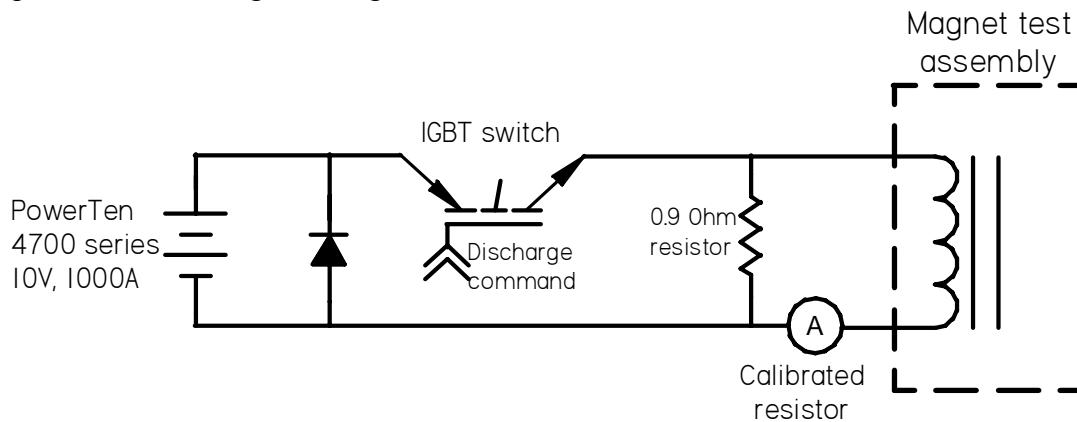 Magnet test
assembly
IGBT switch
PowerTen
4700 series
10V, 1000A
0.9 Ohm
resistor
Discharge
command
A
Calibrated
resistor